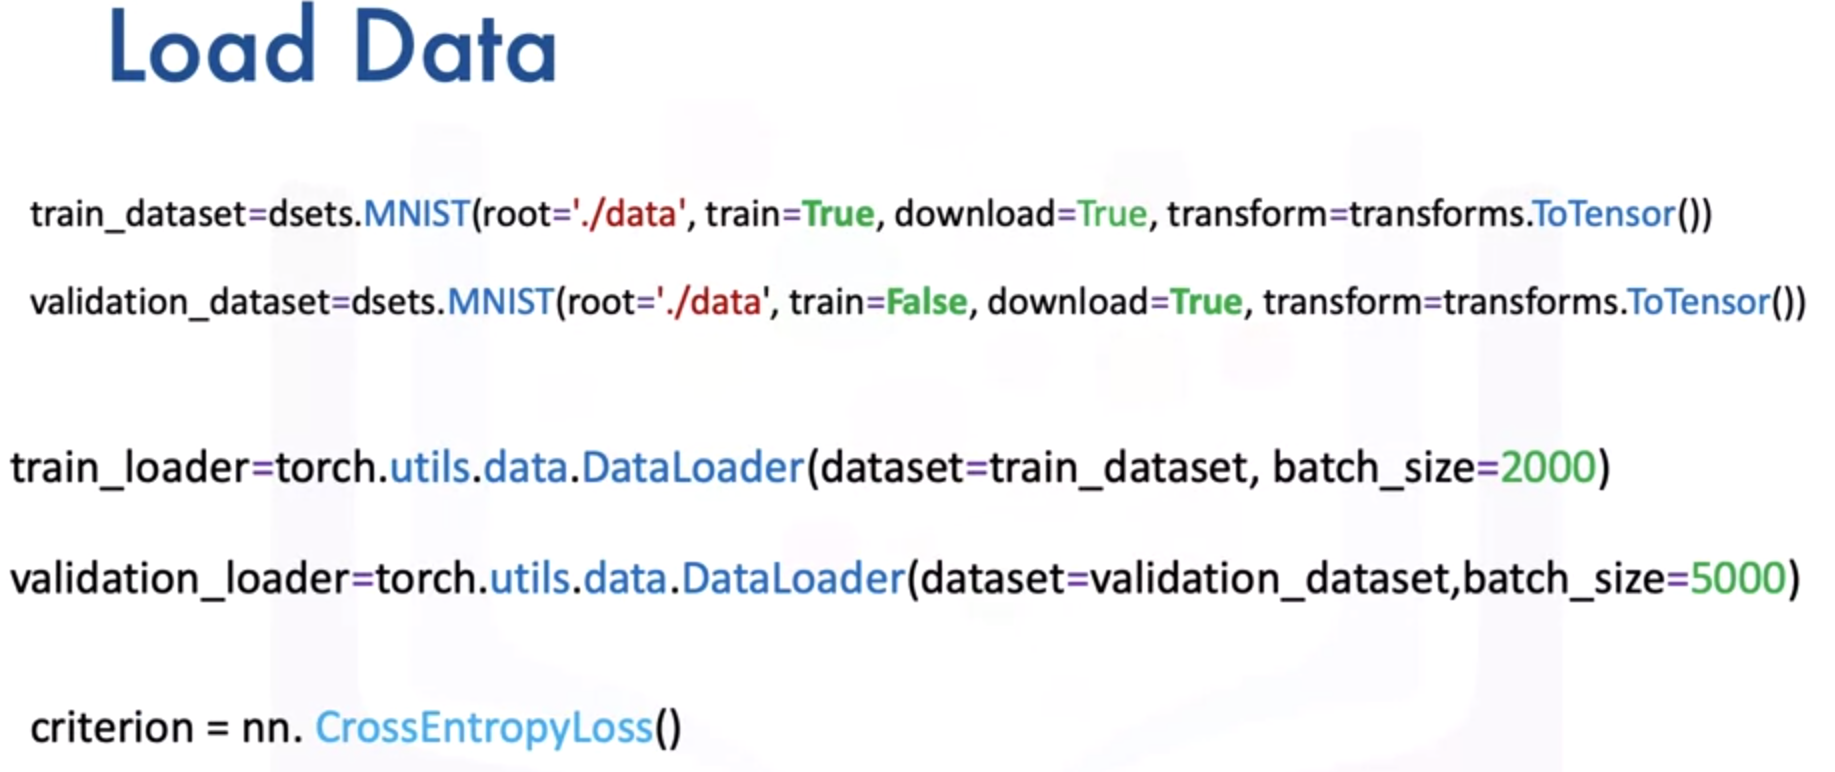 Load Data
train_dataset=dsets.MNIST(root='./data', train=True, download=True, transform=transforms.ToTensor())
validation_dataset=dsets.MNIST(root='./data', train=False, download=True, transform=transforms.ToTensor())
train_loader=torch.utils.data.DataLoader(dataset=train_dataset, batch_size=2000)
validation_loader=torch.utils.data.DataLoader(dataset=validation_dataset,batch_size=5000)
criterion = nn. CrossEntropyLoss()